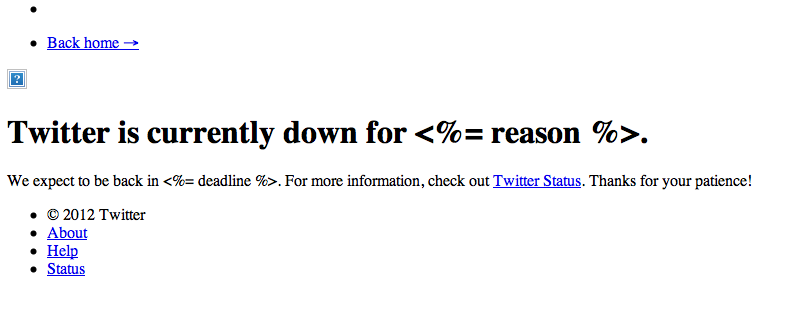 Back home →
Twitter is currently down for <%= reason %>.
We expect to be back in <%= deadline %>. For more information, check out Twitter Status. Thanks for your patience!
© 2012 Twitter
About
Help
Status